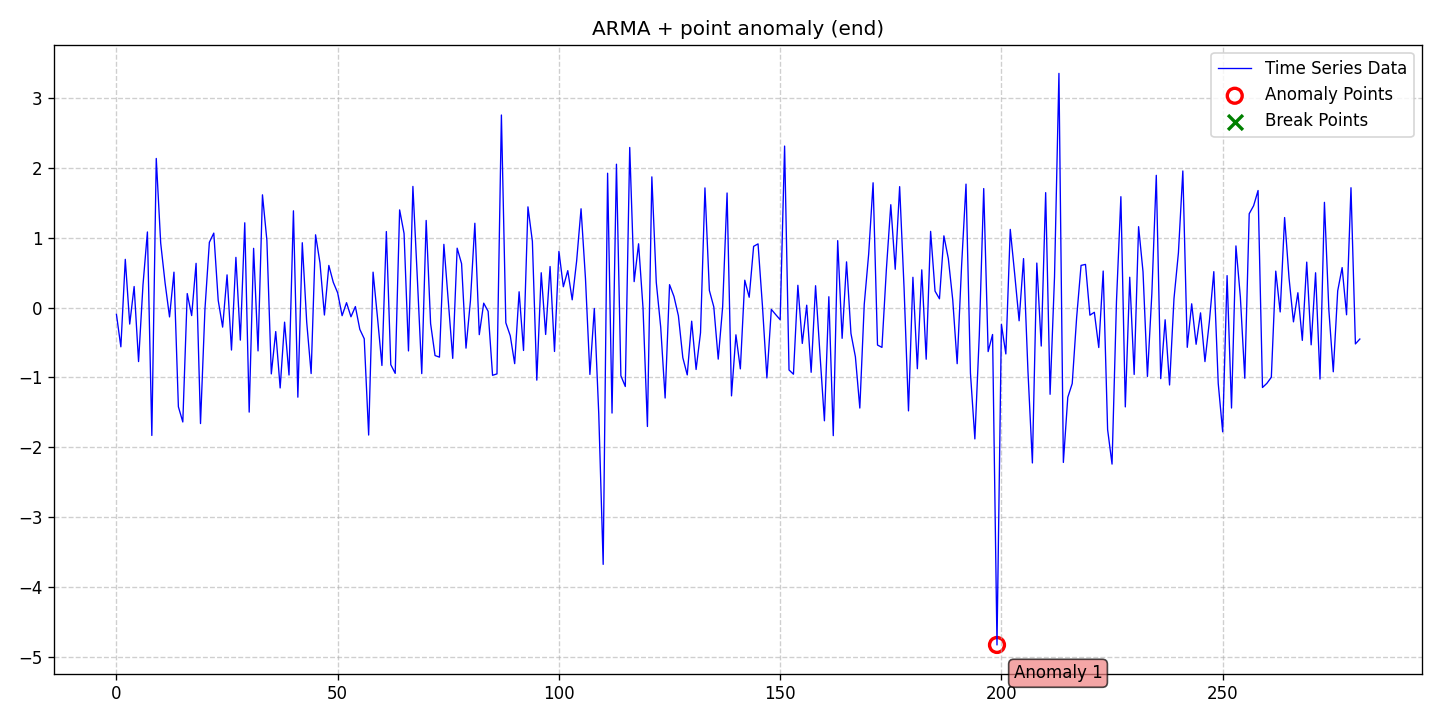 ARMA + point anomaly (end)
Time Series Data
Anomaly Points
Break Points
3
2
1
0
−1
−2
−3
−4
−5
Anomaly 1
0 50 100 150 200 250